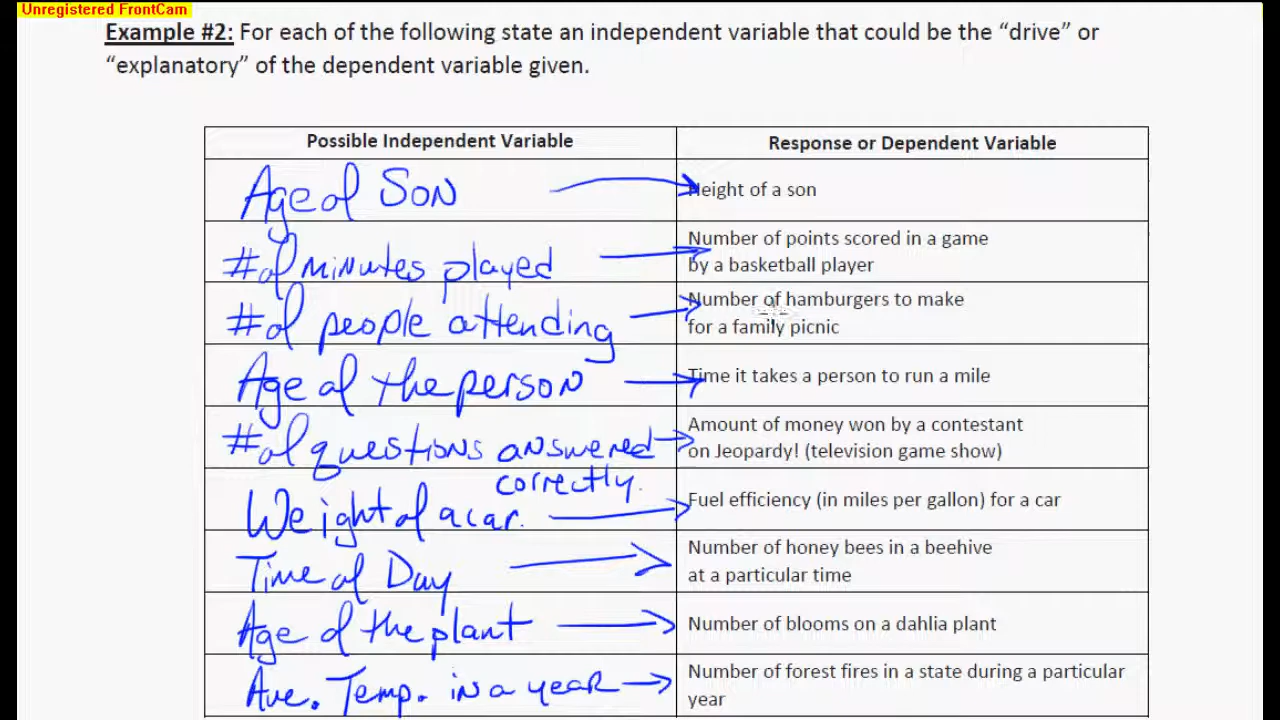 Unregistered FrontCam
Example #2: For each of the following state an independent variable that could be the “drive” or
“explanatory” of the dependent variable given.
Possible Independent Variable
Response or Dependent Variable
Age of Son
Height of a son
# of minutes played
Number of points scored in a game
by a basketball player
# of people attending
Number of hamburgers to make
for a family picnic
Age of the person
Time it takes a person to run a mile
# of questions answered
correctly.
Amount of money won by a contestant
on Jeopardy! (television game show)
Weight of a car.
Fuel efficiency (in miles per gallon) for a car
Time of Day
Number of honey bees in a beehive
at a particular time
Age of the plant
Number of blooms on a dahlia plant
Ave. Temp. in a year
Number of forest fires in a state during a particular
year